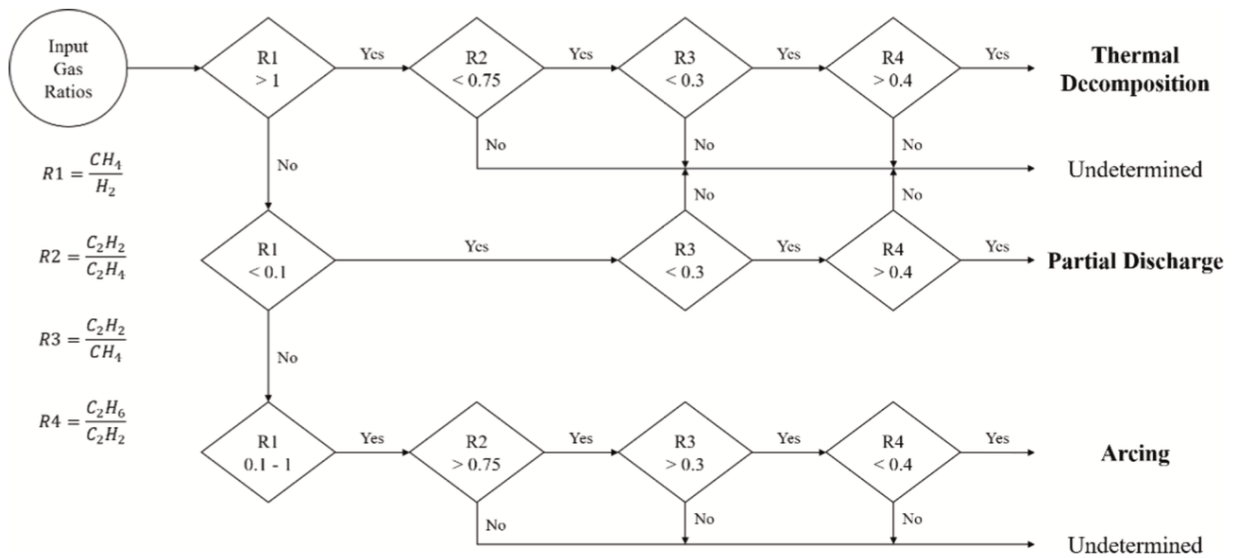 Input
Gas
Ratios
R1
> 1
Yes
R2
< 0.75
Yes
R3
< 0.3
Yes
R4
> 0.4
Yes
Thermal
Decomposition
No
No
No
No
Undetermined
R1 = CH4
H2
No
No
R2 = C2H2
C2H4
R1
< 0.1
Yes
R3
< 0.3
Yes
R4
> 0.4
Yes
Partial Discharge
R3 = C2H2
CH4
No
R4 = C2H6
C2H2
R1
0.1 - 1
Yes
R2
> 0.75
Yes
R3
> 0.3
Yes
R4
< 0.4
Yes
Arcing
No
No
No
Undetermined